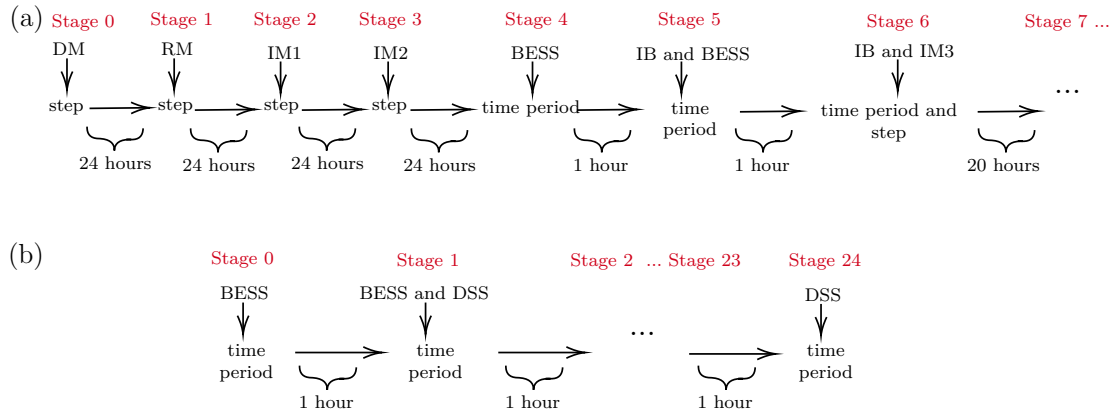 (a)
Stage 0 Stage 1 Stage 2 Stage 3 Stage 4 Stage 5 Stage 6 Stage 7 ...
DM RM IM1 IM2 BESS IB and BESS IB and IM3
step step step step time period time period time period and step ...
24 hours 24 hours 24 hours 24 hours 1 hour 1 hour 20 hours
(b)
Stage 0 Stage 1 Stage 2 ... Stage 23 Stage 24
BESS BESS and DSS DSS
...
time time time
period period period
1 hour 1 hour 1 hour